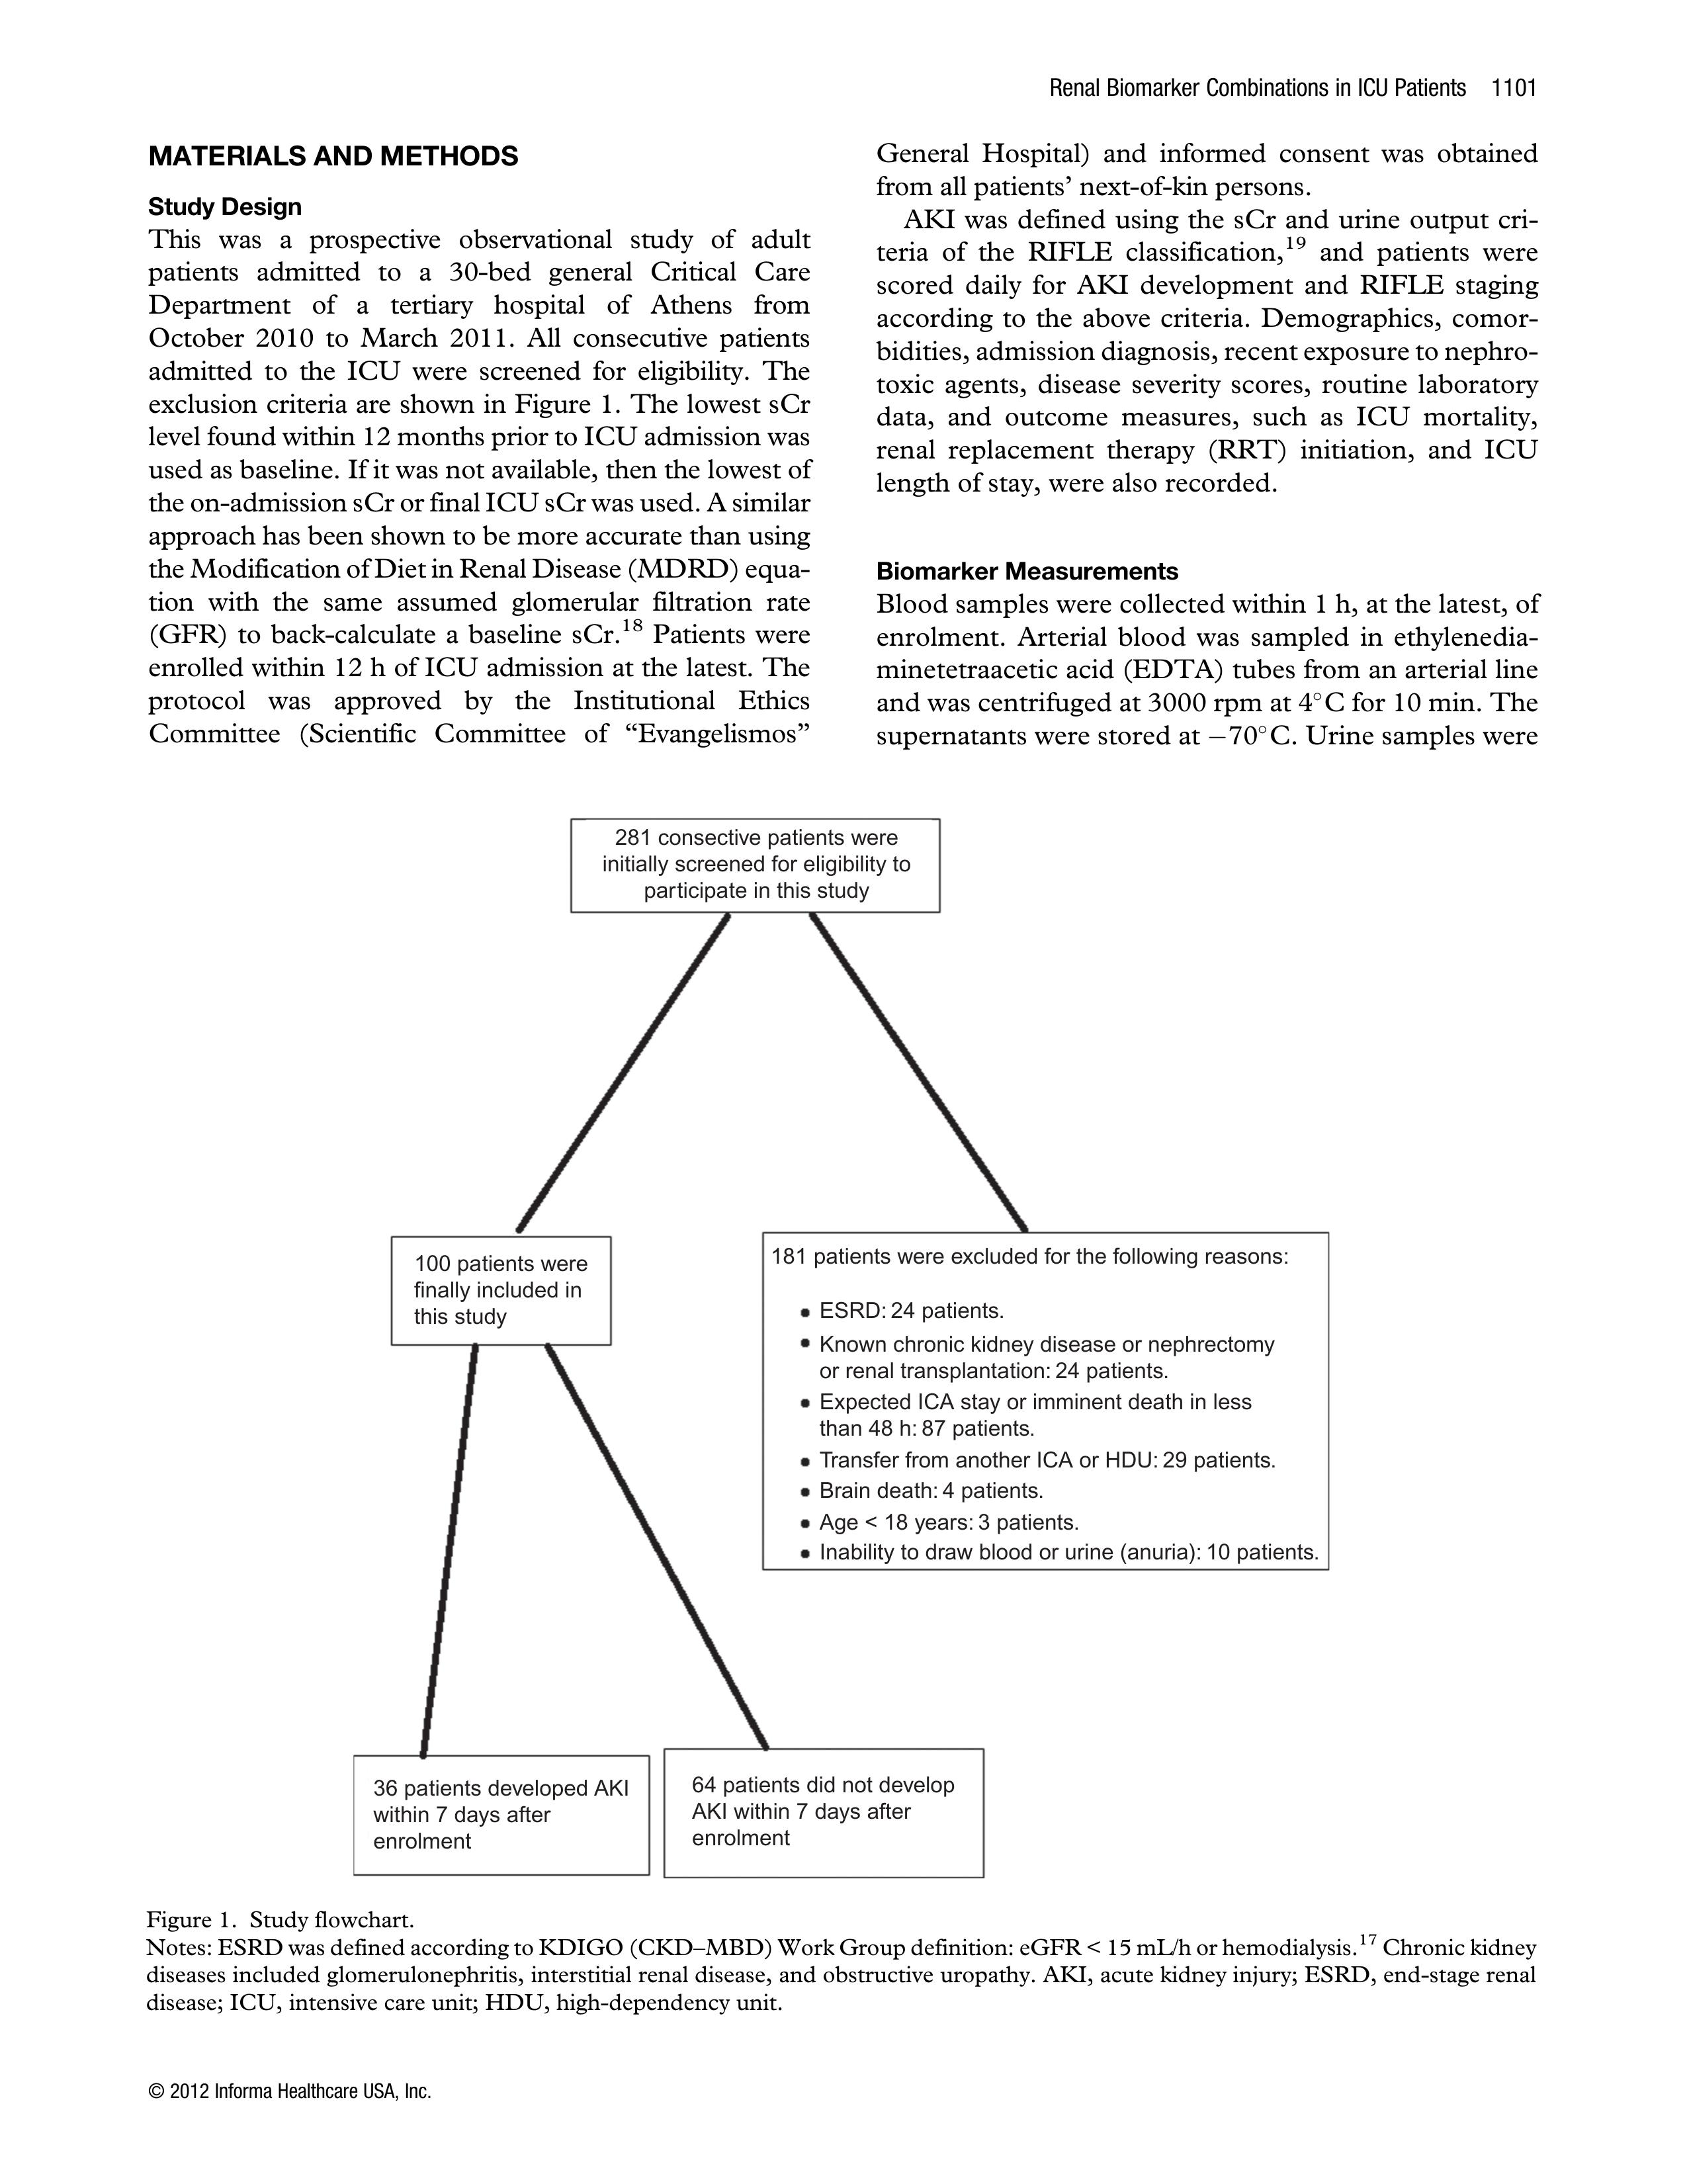 Renal Biomarker Combinations in ICU Patients 1101
MATERIALS AND METHODS
Study Design
This was a prospective observational study of adult
patients admitted to a 30-bed general Critical Care
Department of a tertiary hospital of Athens from
October 2010 to March 2011. All consecutive patients
admitted to the ICU were screened for eligibility. The
exclusion criteria are shown in Figure 1. The lowest sCr
level found within 12 months prior to ICU admission was
used as baseline. If it was not available, then the lowest of
the on-admission sCr or final ICU sCr was used. A similar
approach has been shown to be more accurate than using
the Modification of Diet in Renal Disease (MDRD) equa-
tion with the same assumed glomerular filtration rate
(GFR) to back-calculate a baseline sCr.18 Patients were
enrolled within 12 h of ICU admission at the latest. The
protocol was approved by the Institutional Ethics
Committee (Scientific Committee of “Evangelismos”
General Hospital) and informed consent was obtained
from all patients’ next-of-kin persons.
AKI was defined using the sCr and urine output cri-
teria of the RIFLE classification,19 and patients were
scored daily for AKI development and RIFLE staging
according to the above criteria. Demographics, comor-
bidities, admission diagnosis, recent exposure to nephro-
toxic agents, disease severity scores, routine laboratory
data, and outcome measures, such as ICU mortality,
renal replacement therapy (RRT) initiation, and ICU
length of stay, were also recorded.
Biomarker Measurements
Blood samples were collected within 1 h, at the latest, of
enrolment. Arterial blood was sampled in ethylenedia-
minetetraacetic acid (EDTA) tubes from an arterial line
and was centrifuged at 3000 rpm at 4°C for 10 min. The
supernatants were stored at −70°C. Urine samples were
281 consective patients were
initially screened for eligibility to
participate in this study
100 patients were
finally included in
this study
181 patients were excluded for the following reasons:
• ESRD: 24 patients.
• Known chronic kidney disease or nephrectomy
or renal transplantation: 24 patients.
• Expected ICA stay or imminent death in less
than 48 h: 87 patients.
• Transfer from another ICA or HDU: 29 patients.
• Brain death: 4 patients.
• Age < 18 years: 3 patients.
• Inability to draw blood or urine (anuria): 10 patients.
36 patients developed AKI
within 7 days after
enrolment
64 patients did not develop
AKI within 7 days after
enrolment
Figure 1. Study flowchart.
Notes: ESRD was defined according to KDIGO (CKD–MBD) Work Group definition: eGFR < 15 mL/h or hemodialysis.17 Chronic kidney
diseases included glomerulonephritis, interstitial renal disease, and obstructive uropathy. AKI, acute kidney injury; ESRD, end-stage renal
disease; ICU, intensive care unit; HDU, high-dependency unit.
© 2012 Informa Healthcare USA, Inc.